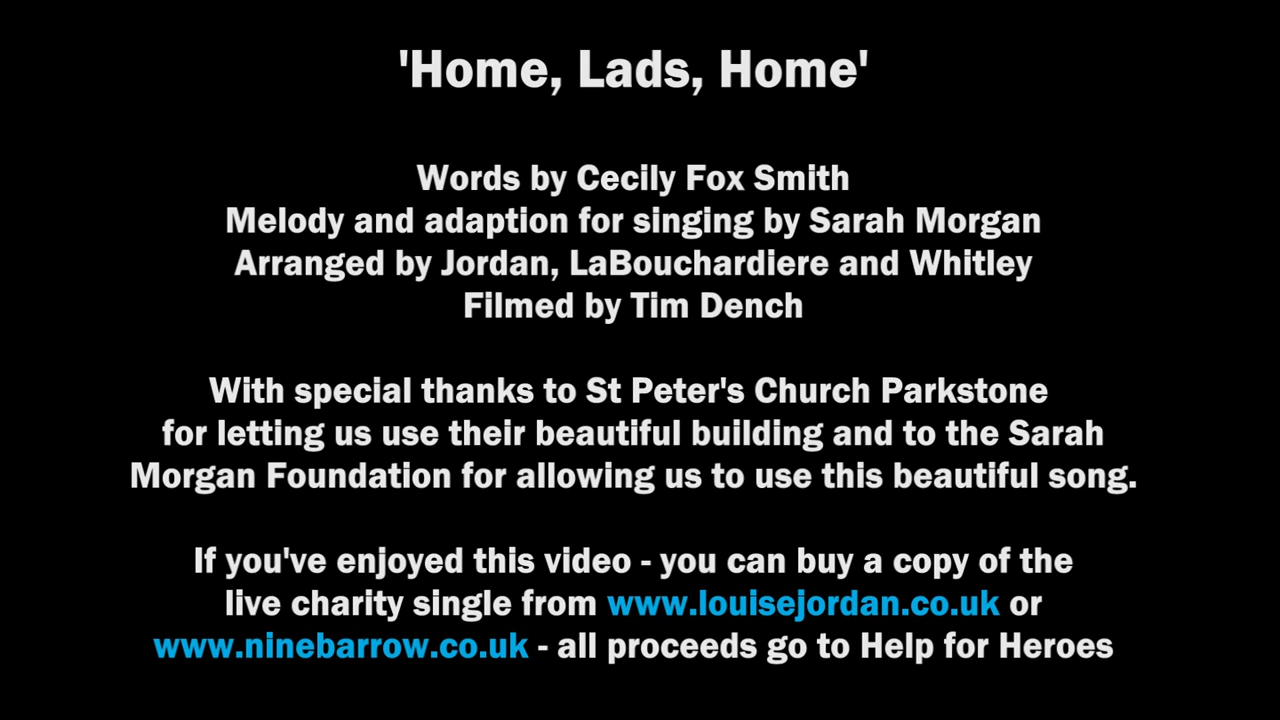 'Home, Lads, Home'
Words by Cecily Fox Smith
Melody and adaption for singing by Sarah Morgan
Arranged by Jordan, LaBouchardiere and Whitley
Filmed by Tim Dench
With special thanks to St Peter's Church Parkstone
for letting us use their beautiful building and to the Sarah
Morgan Foundation for allowing us to use this beautiful song.
If you've enjoyed this video - you can buy a copy of the
live charity single from www.louisejordan.co.uk or
www.ninebarrow.co.uk - all proceeds go to Help for Heroes